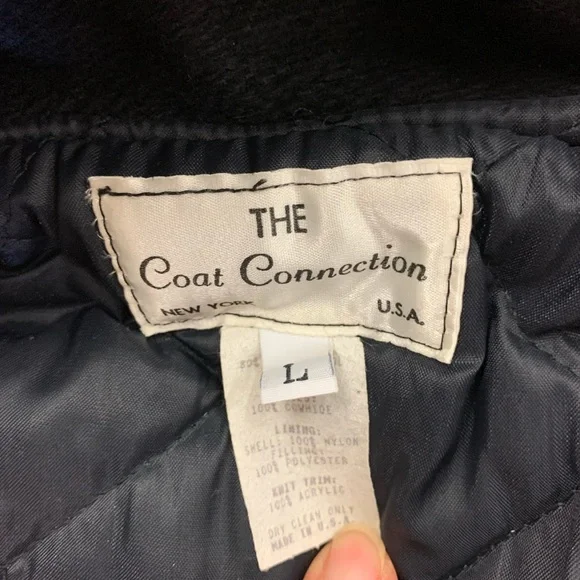 THE
Coat Connection
NEW YORK U.S.A.
L
100% COWHIDE
LINING:
SHELL: 100% NYLON
FILLING:
100% POLYESTER
KNIT TRIM:
100% ACRYLIC
DRY CLEAN ONLY
MADE IN U.S.A.